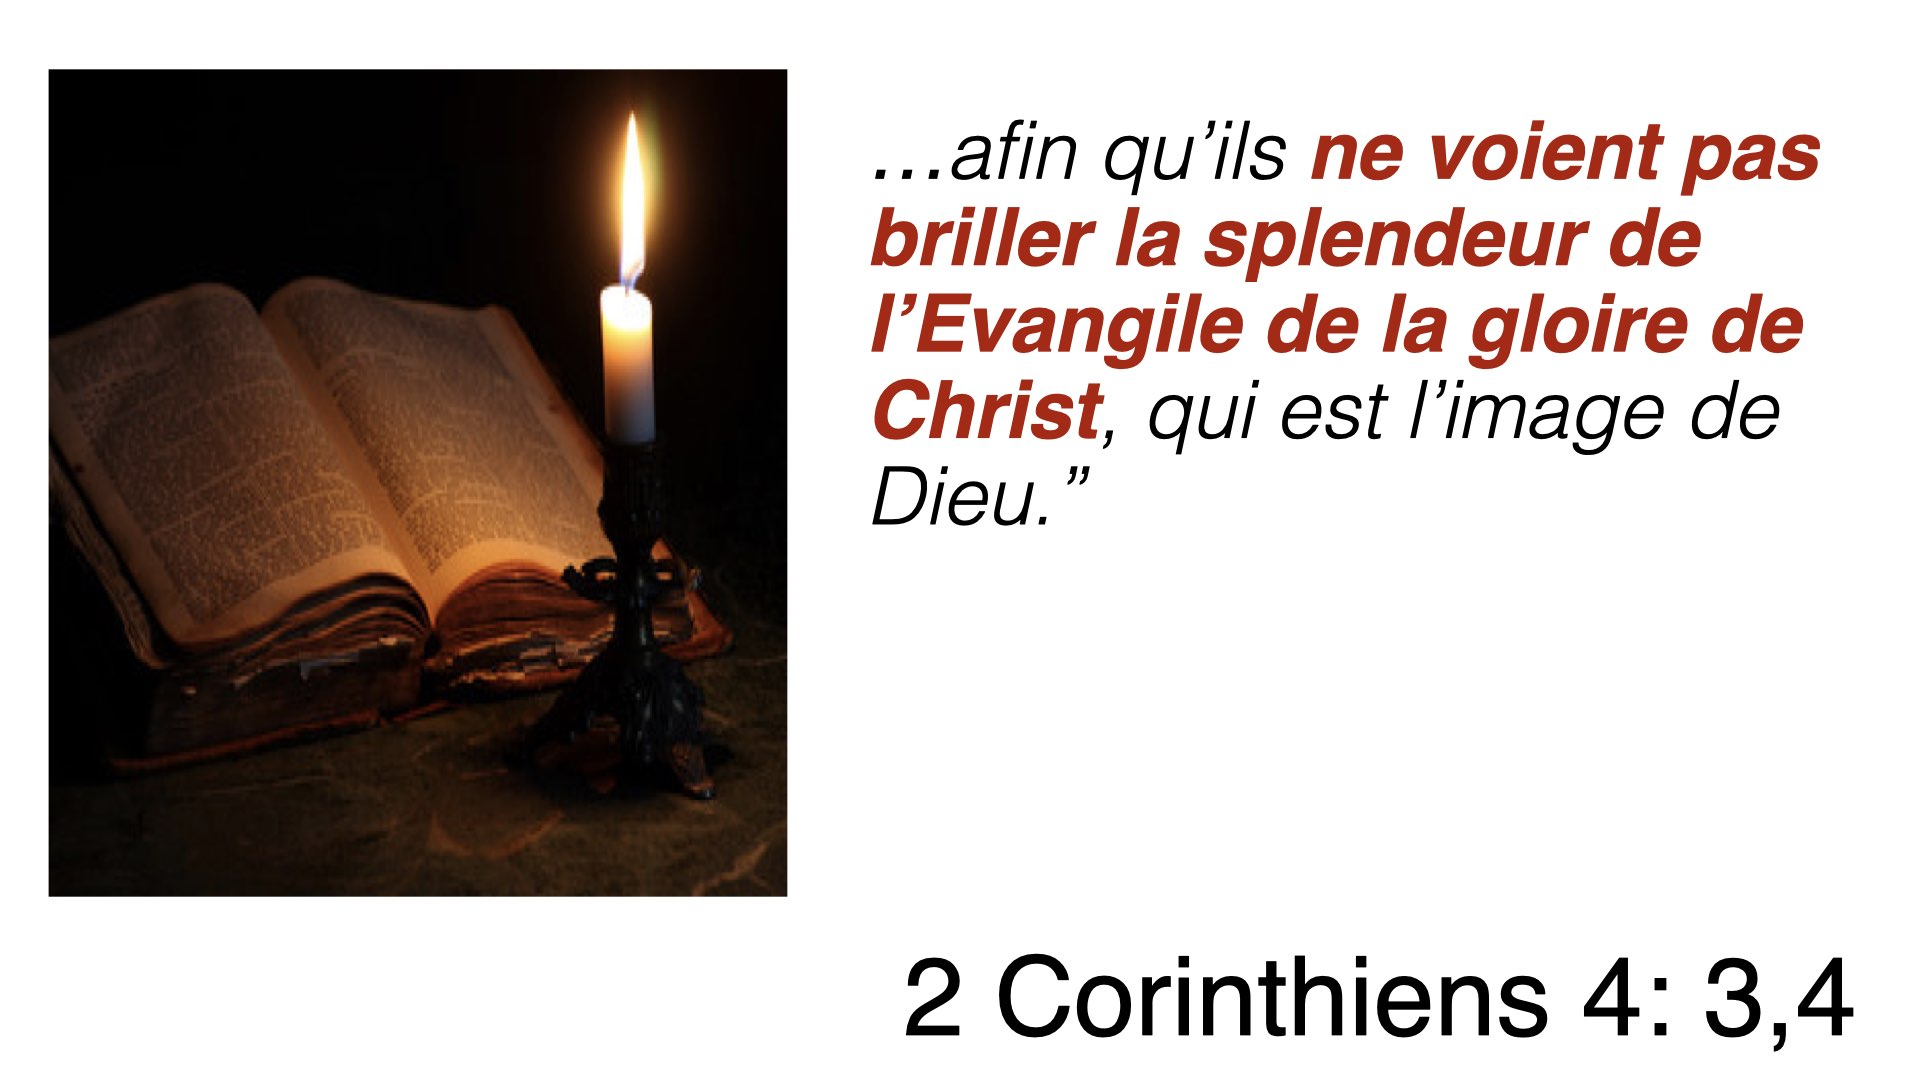 …afin qu’ils ne voient pas
briller la splendeur de
l’Evangile de la gloire de
Christ, qui est l’image de
Dieu.”
2 Corinthiens 4: 3,4